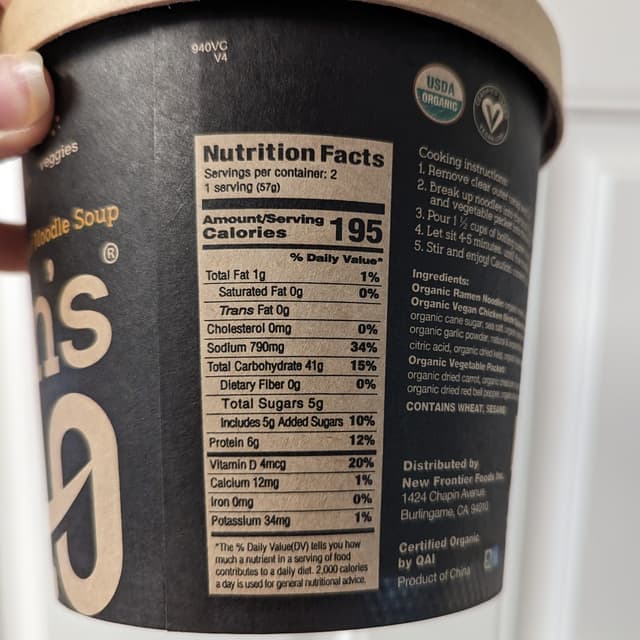 940VC
V4
veggies
Noodle Soup
n's
®
Nutrition Facts
Servings per container: 2
1 serving (57g)
Amount/Serving
Calories 195
% Daily Value*
Total Fat 1g 1%
Saturated Fat 0g 0%
Trans Fat 0g
Cholesterol 0mg 0%
Sodium 790mg 34%
Total Carbohydrate 41g 15%
Dietary Fiber 0g 0%
Total Sugars 5g
Includes 5g Added Sugars 10%
Protein 6g 12%
Vitamin D 4mcg 20%
Calcium 12mg 1%
Iron 0mg 0%
Potassium 34mg 1%
*The % Daily Value(DV) tells you how
much a nutrient in a serving of food
contributes to a daily diet. 2,000 calories
a day is used for general nutritional advice.
USDA
ORGANIC
Cooking instructions:
1. Remove clear outer
2. Break up noodles
and vegetable packet
3. Pour 1 ½ cups of
4. Let sit 4-5 minutes
5. Stir and enjoy!
Ingredients:
Organic Ramen Noodle
Organic Vegan Chicken
organic cane sugar, sea salt,
organic garlic powder,
citric acid, organic dried
Organic Vegetable Packet
organic dried carrot, organic
organic dried red bell pepper,
CONTAINS WHEAT,
Distributed by
New Frontier Foods Inc.
1424 Chapin Avenue
Burlingame, CA 94010
Certified Organic
by QAI
Product of China